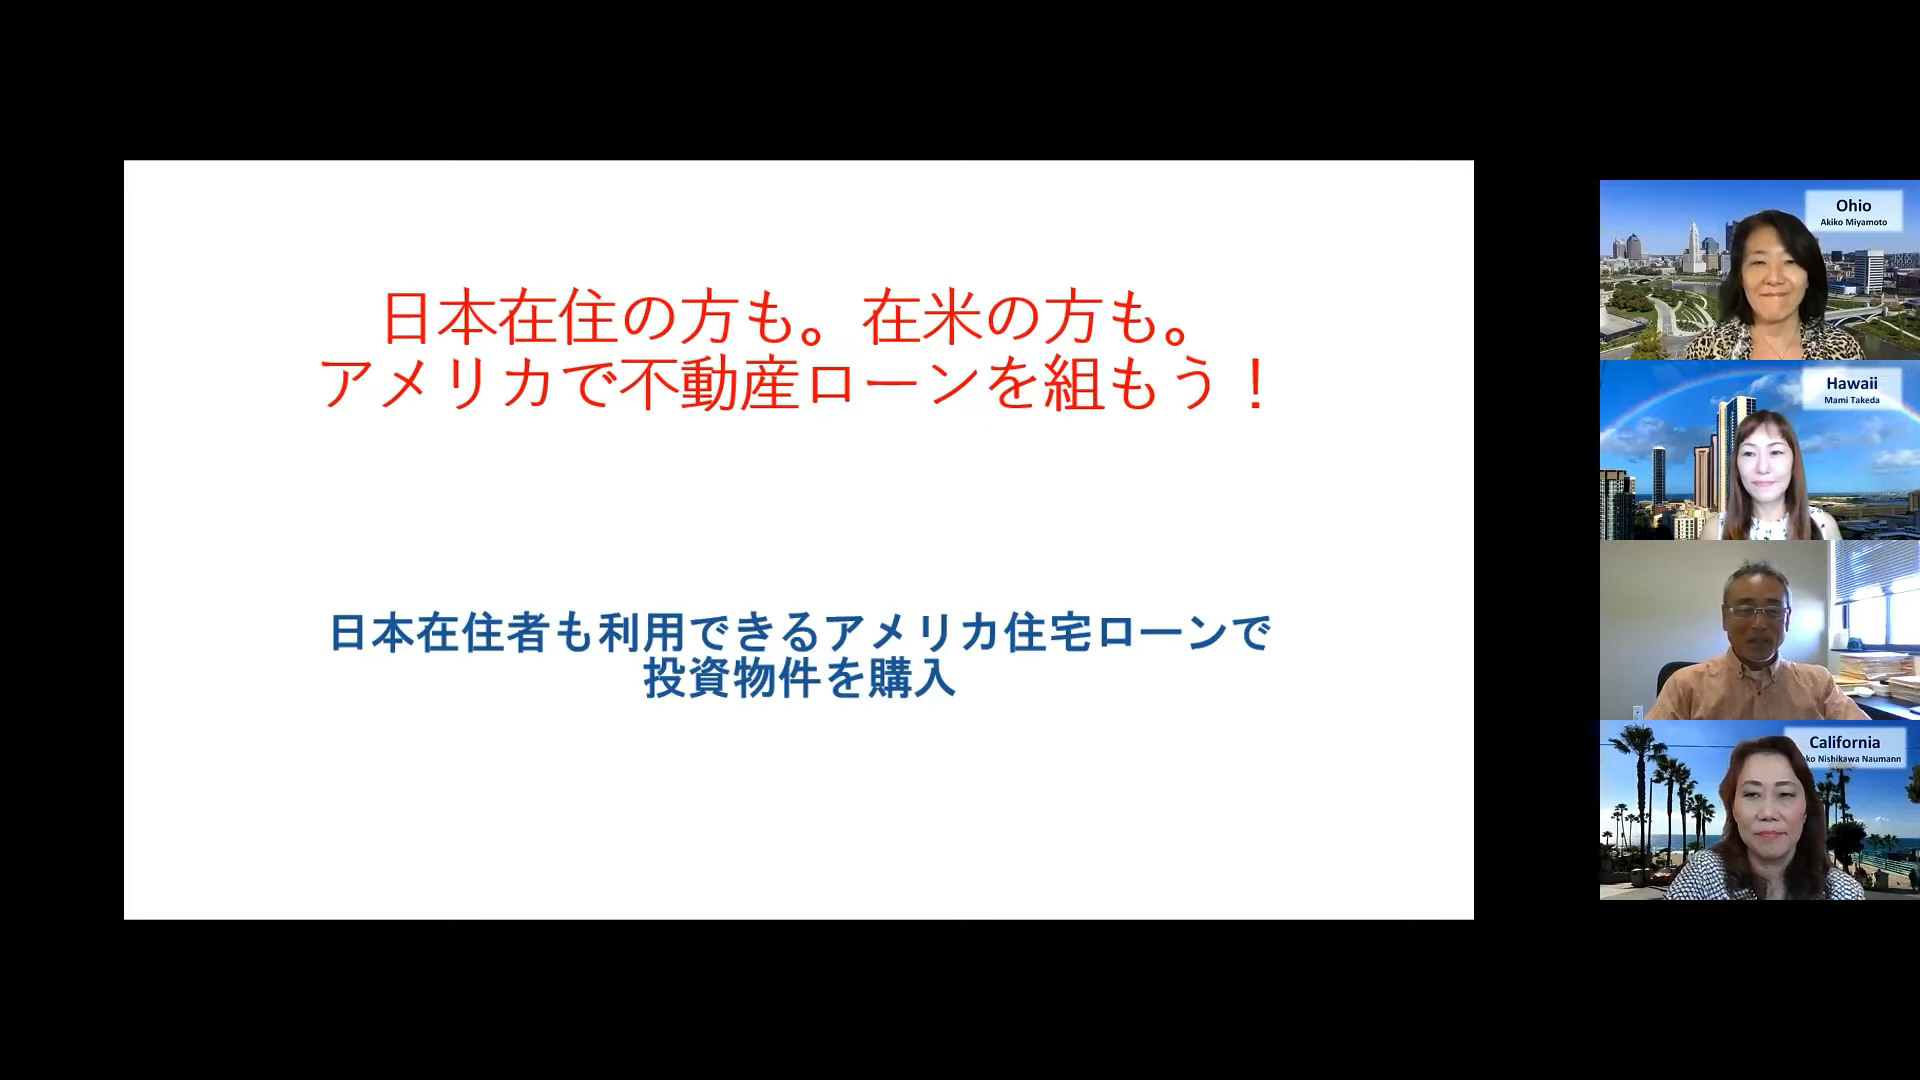 日本在住の方も。在米の方も。
アメリカで不動産ローンを組もう！
日本在住者も利用できるアメリカ住宅ローンで
投資物件を購入
Ohio
Akiko Miyamoto
Hawaii
Mami Takeda
California
Nishikawa Naumann